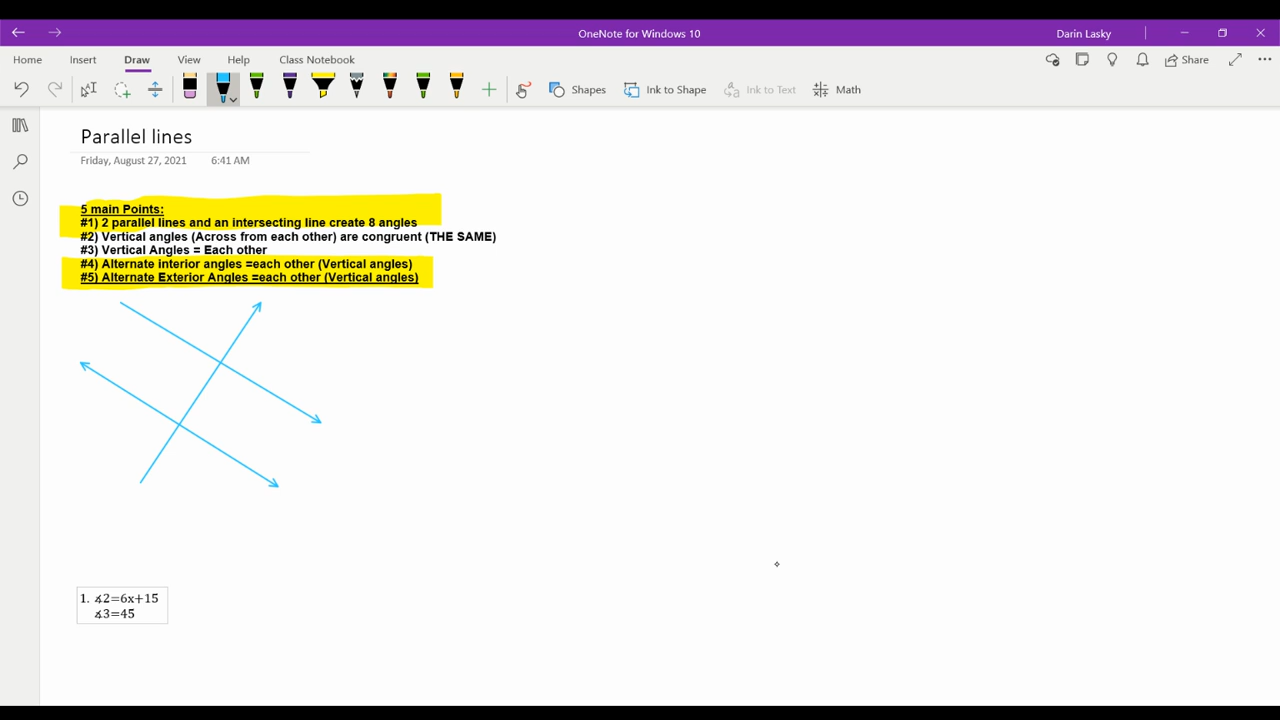 OneNote for Windows 10
Darin Lasky
Home Insert Draw View Help Class Notebook
Share
Shapes Ink to Shape Ink to Text Math
Parallel lines
Friday, August 27, 2021 6:41 AM
5 main Points:
#1) 2 parallel lines and an intersecting line create 8 angles
#2) Vertical angles (Across from each other) are congruent (THE SAME)
#3) Vertical Angles = Each other
#4) Alternate interior angles =each other (Vertical angles)
#5) Alternate Exterior Angles =each other (Vertical angles)
1. ∡2=6x+15
∡3=45